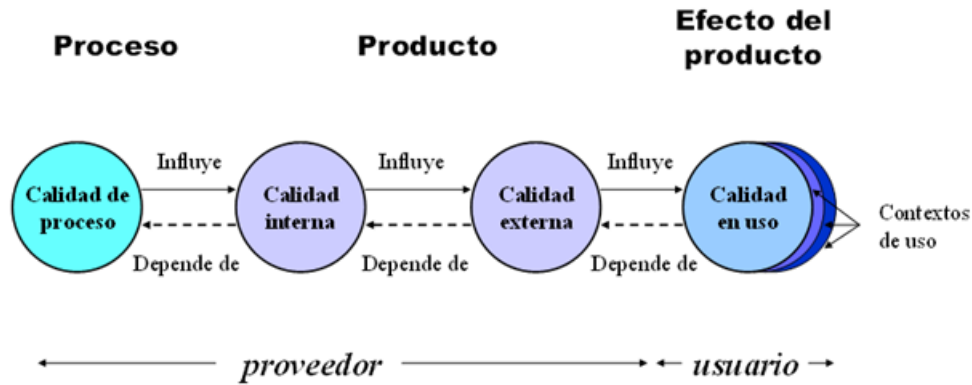 Proceso
Producto
Efecto del
producto
Calidad de
proceso
Influye
Depende de
Calidad
interna
Influye
Depende de
Calidad
externa
Influye
Depende de
Calidad
en uso
Contextos
de uso
proveedor
usuario